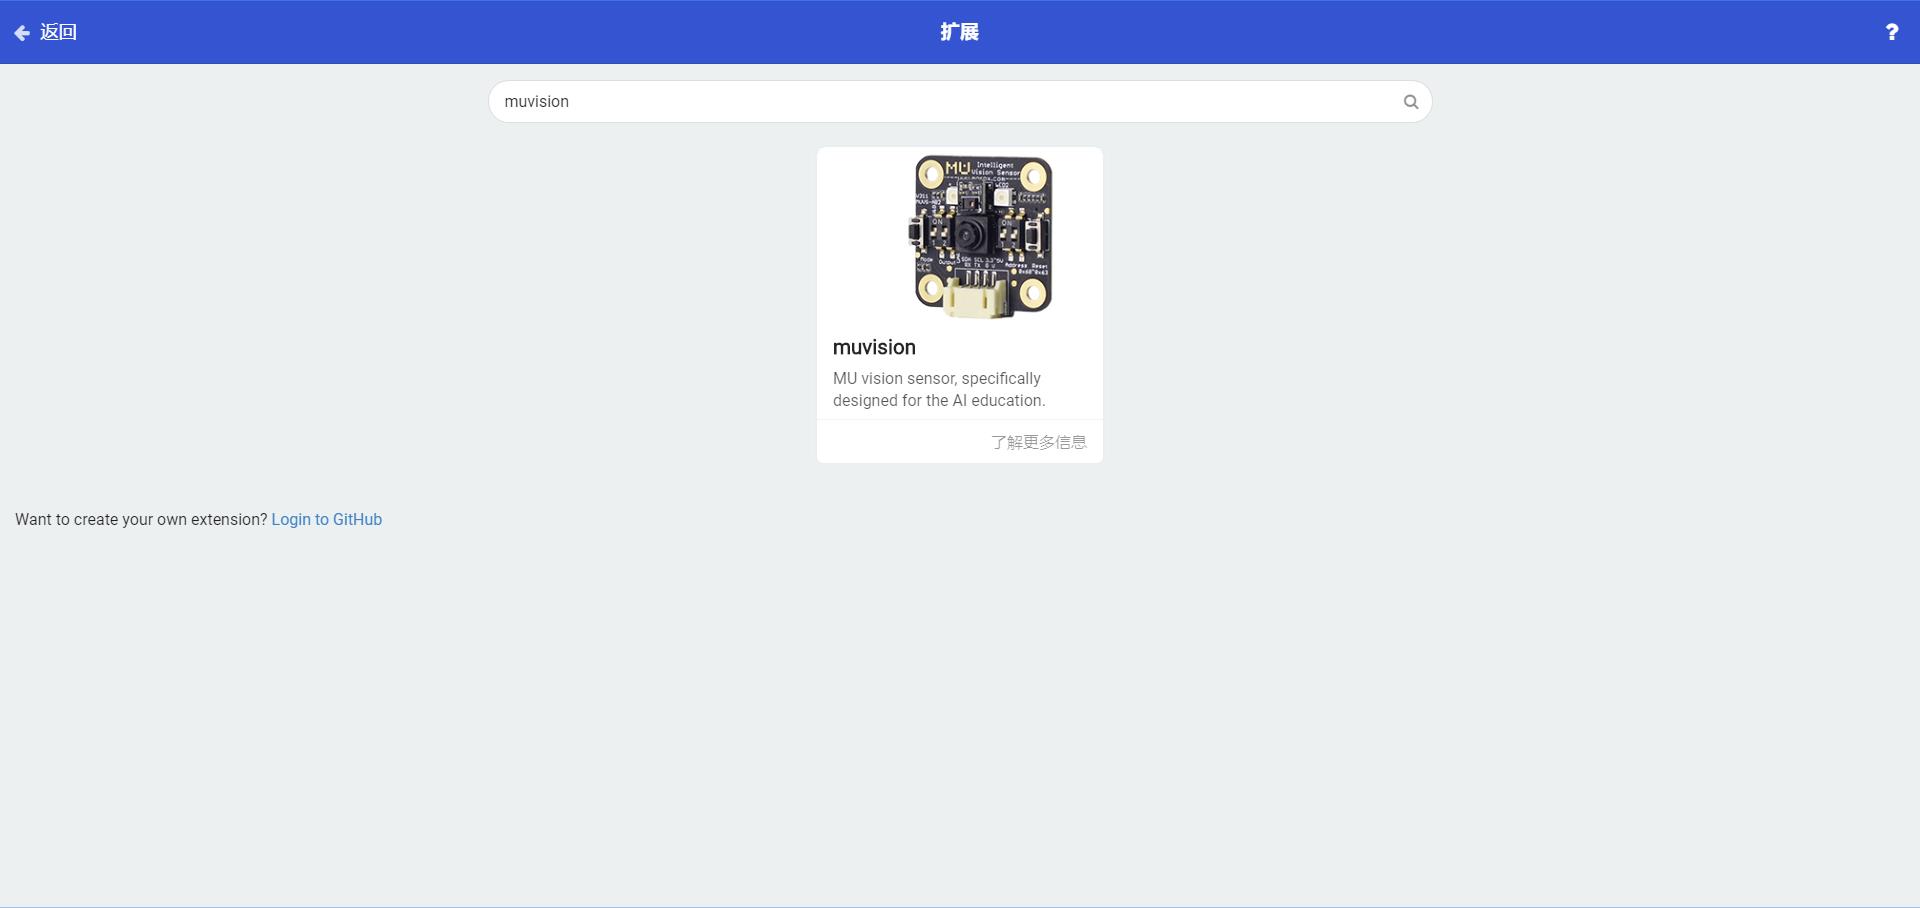 返回
扩展
?
muvision
MU Intelligent
Vision Sensor
muvision
MU vision sensor, specifically
designed for the AI education.
了解更多信息
Want to create your own extension? Login to GitHub